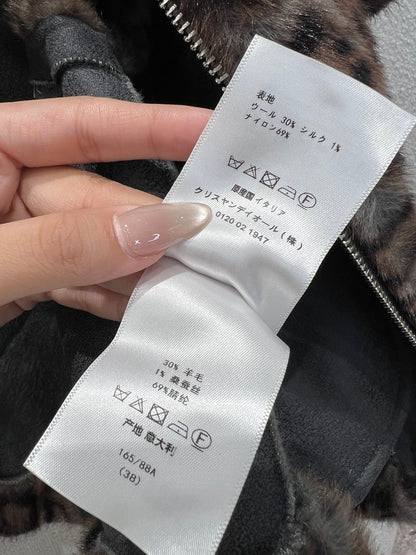 表地
ウール 30% シルク 1%
ナイロン69%
原産国イタリア
クリスチャンディオール(株)
0120 02 1947
30% 羊毛
1% 桑蚕丝
69%腈纶
产地 意大利
165/88A
(38)